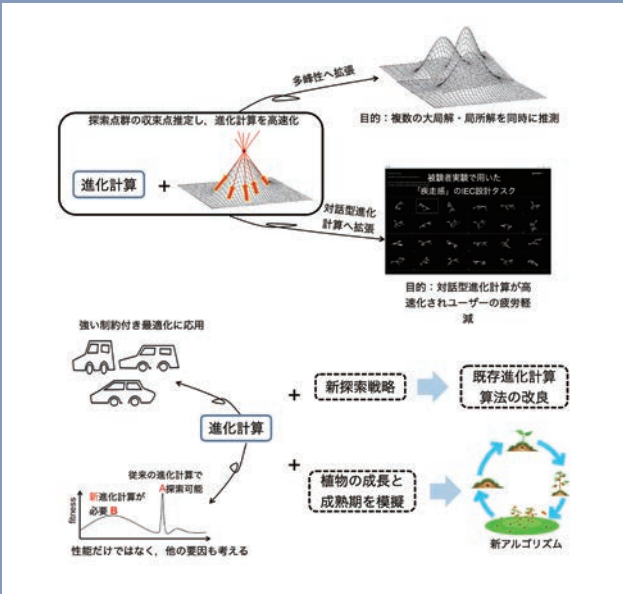 多峰性へ拡張
目的：複数の大局解・局所解を同時に推測
探索点群の収束点推定し、進化計算を高速化
進化計算
+
被験者実験で用いた
「疾走感」のIEC設計タスク
対話型進化
計算へ拡張
目的：対話型進化計算が高
速化されユーザーの疲労軽
減
強い制約付き最適化に応用
進化計算
+
新探索戦略
既存進化計算
算法の改良
+
植物の成長と
成熟期を模擬
新アルゴリズム
従来の進化計算で
A探索可能
新進化計算が
必要 B
fitness
性能だけではなく，他の要因も考える